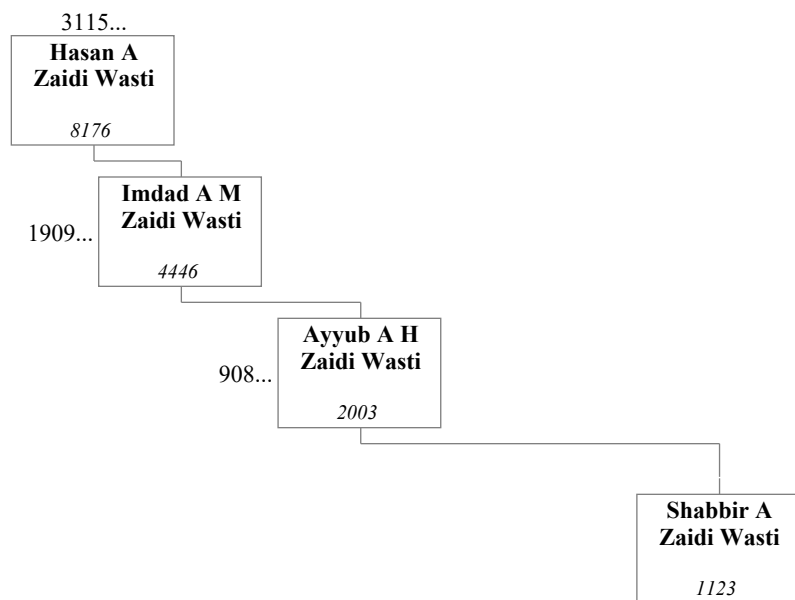 3115...
Hasan A
Zaidi Wasti
8176
Imdad A M
Zaidi Wasti
1909...
4446
Ayyub A H
Zaidi Wasti
908...
2003
Shabbir A
Zaidi Wasti
1123